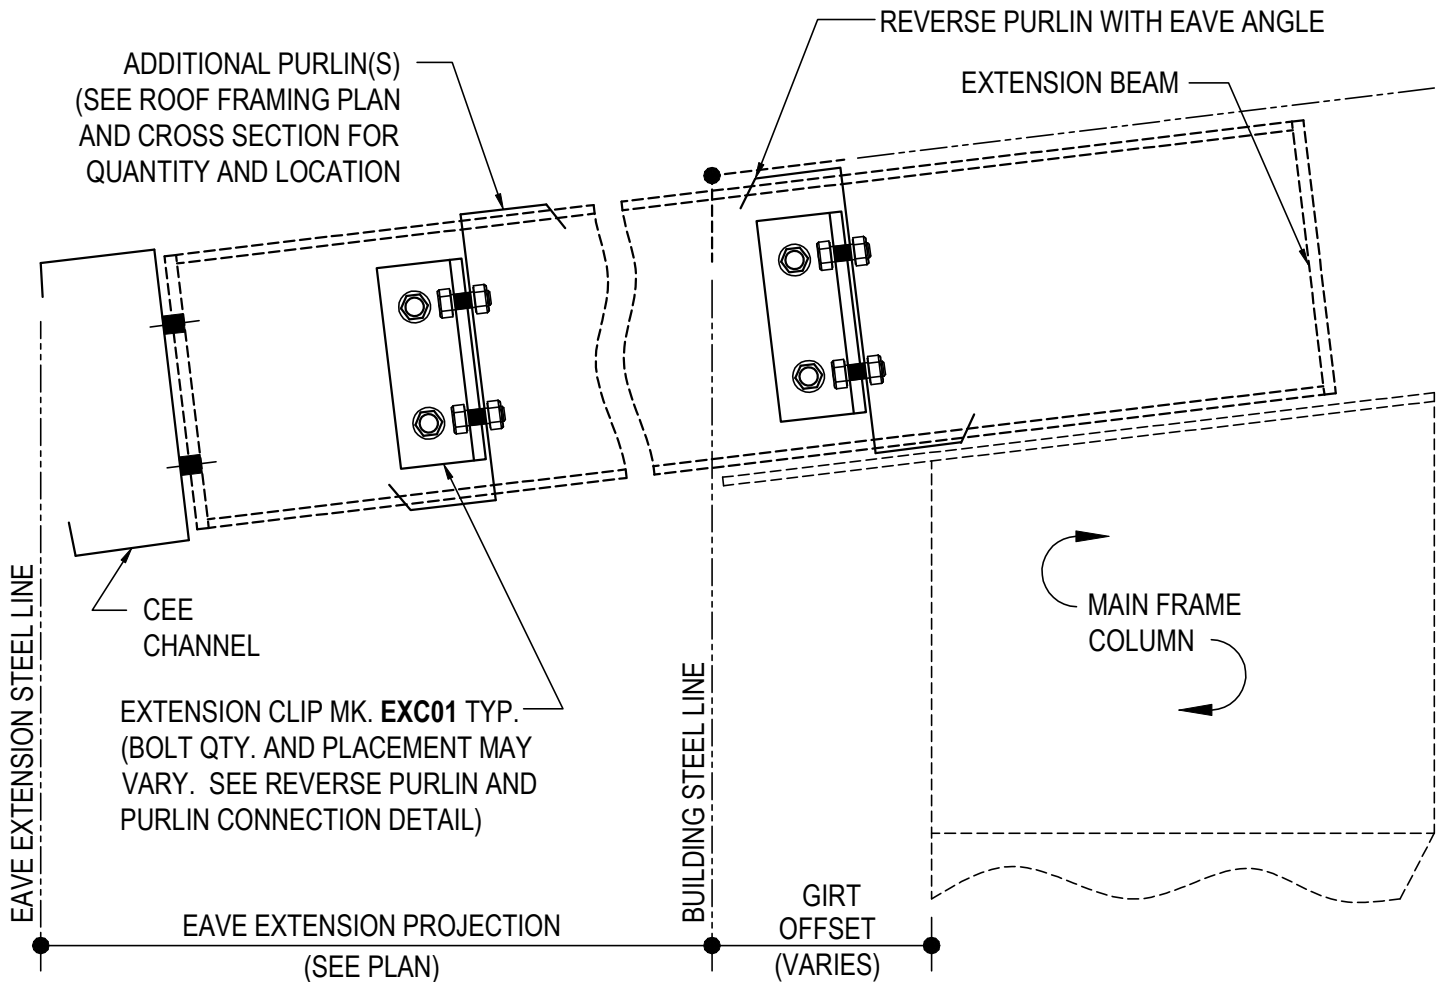 REVERSE PURLIN WITH EAVE ANGLE
ADDITIONAL PURLIN(S)
(SEE ROOF FRAMING PLAN
AND CROSS SECTION FOR
QUANTITY AND LOCATION
EXTENSION BEAM
CEE
CHANNEL
MAIN FRAME
COLUMN
EXTENSION CLIP MK. EXC01 TYP.
(BOLT QTY. AND PLACEMENT MAY
VARY.  SEE REVERSE PURLIN AND
PURLIN CONNECTION DETAIL)
EAVE EXTENSION STEEL LINE
BUILDING STEEL LINE
EAVE EXTENSION PROJECTION
(SEE PLAN)
GIRT
OFFSET
(VARIES)